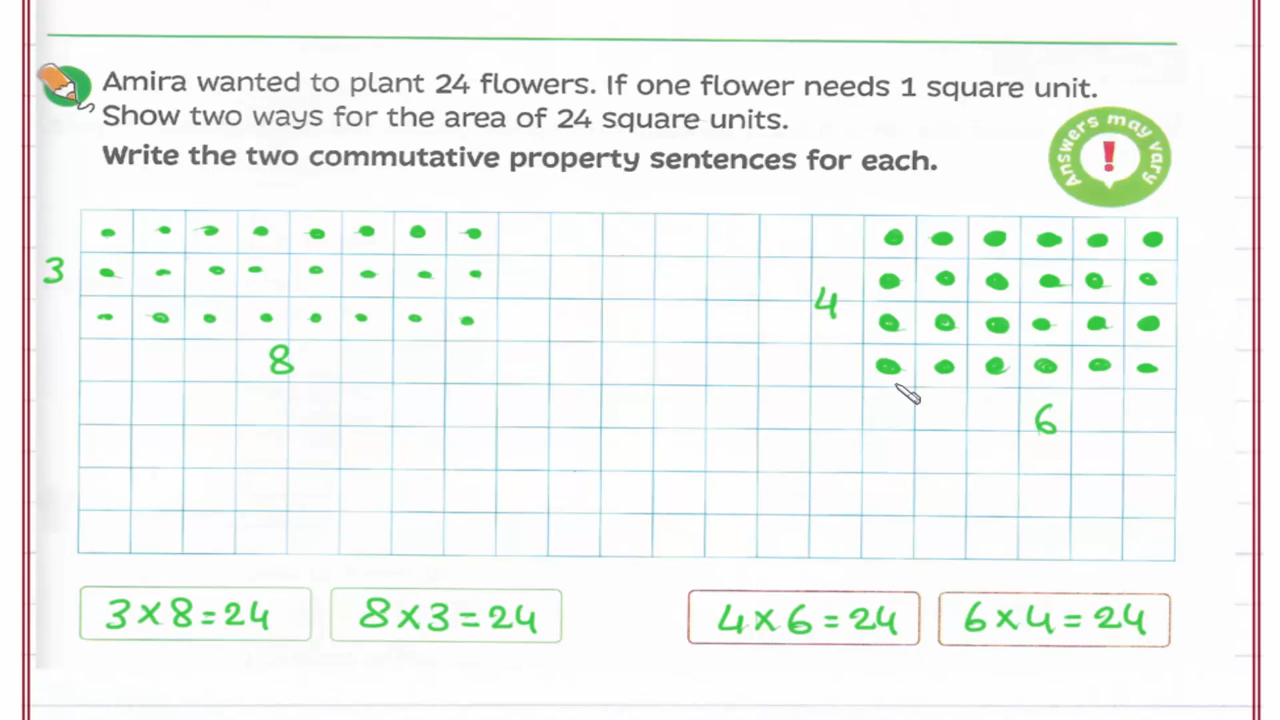 Amira wanted to plant 24 flowers. If one flower needs 1 square unit.
Show two ways for the area of 24 square units.
Write the two commutative property sentences for each.
Answers may vary
!
3
8
4
6
3×8=24
8×3=24
4×6=24
6×4=24